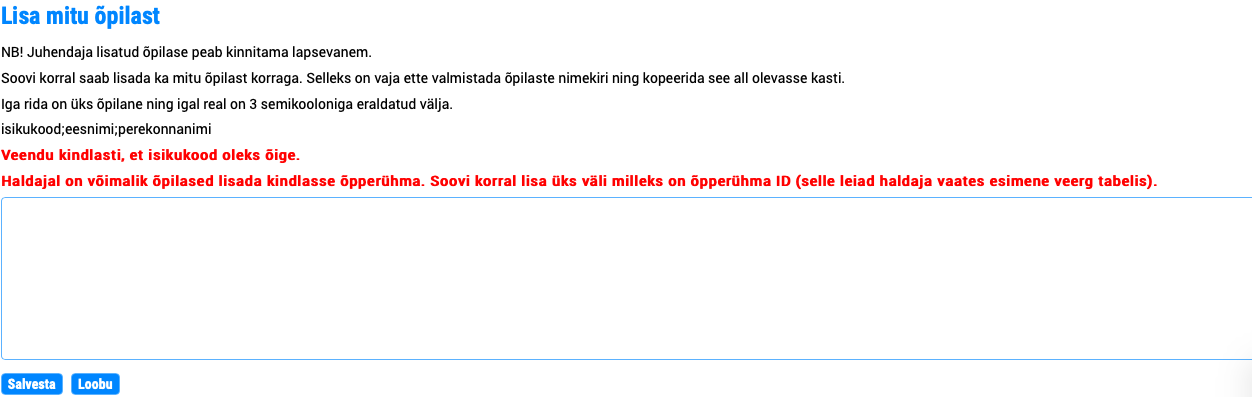 Lisa mitu õpilast
NB! Juhendaja lisatud õpilase peab kinnitama lapsevanem.
Soovi korral saab lisada ka mitu õpilast korraga. Selleks on vaja ette valmistada õpilaste nimekiri ning kopeerida see all olevasse kasti.
Iga rida on üks õpilane ning igal real on 3 semikooloniga eraldatud välja.
isikukood;eesnimi;perekonnanimi
Veendu kindlasti, et isikukood oleks õige.
Haldajal on võimalik õpilased lisada kindlasse õpperühma. Soovi korral lisa üks väli milleks on õpperühma ID (selle leiad haldaja vaates esimene veerg tabelis).
Salvesta Loobu